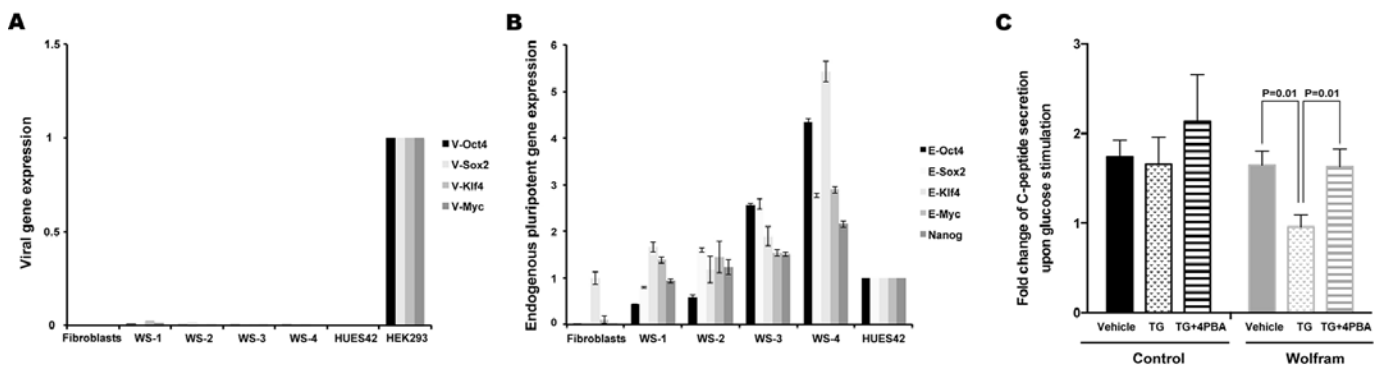 A
Viral gene expression
1
0.5
0
V-Oct4
V-Sox2
V-Klf4
V-Myc
Fibroblasts WS-1 WS-2 WS-3 WS-4 HUES42 HEK293
B
Endogenous pluripotent gene expression
6
5
4
3
2
1
0
E-Oct4
E-Sox2
E-Klf4
E-Myc
Nanog
Fibroblasts WS-1 WS-2 WS-3 WS-4 HUES42
C
Fold change of C-peptide secretion
upon glucose stimulation
3
2
1
0
P=0.01 P=0.01
Vehicle TG TG+4PBA Vehicle TG TG+4PBA
Control Wolfram